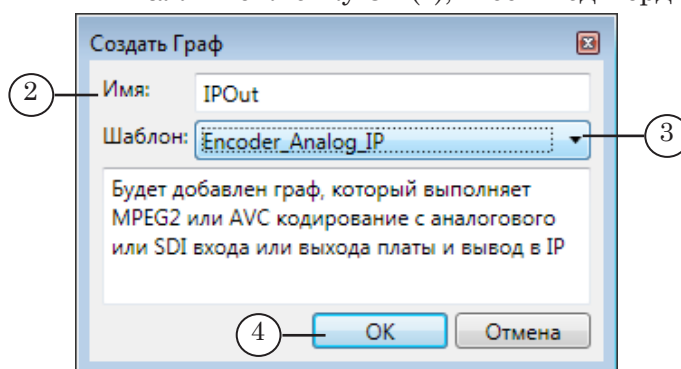 Создать Граф
2
Имя: IPOut
Шаблон: Encoder_Analog_IP
3
Будет добавлен граф, который выполняет
MPEG2 или AVC кодирование с аналогового
или SDI входа или выхода платы и вывод в IP
4
OK Отмена